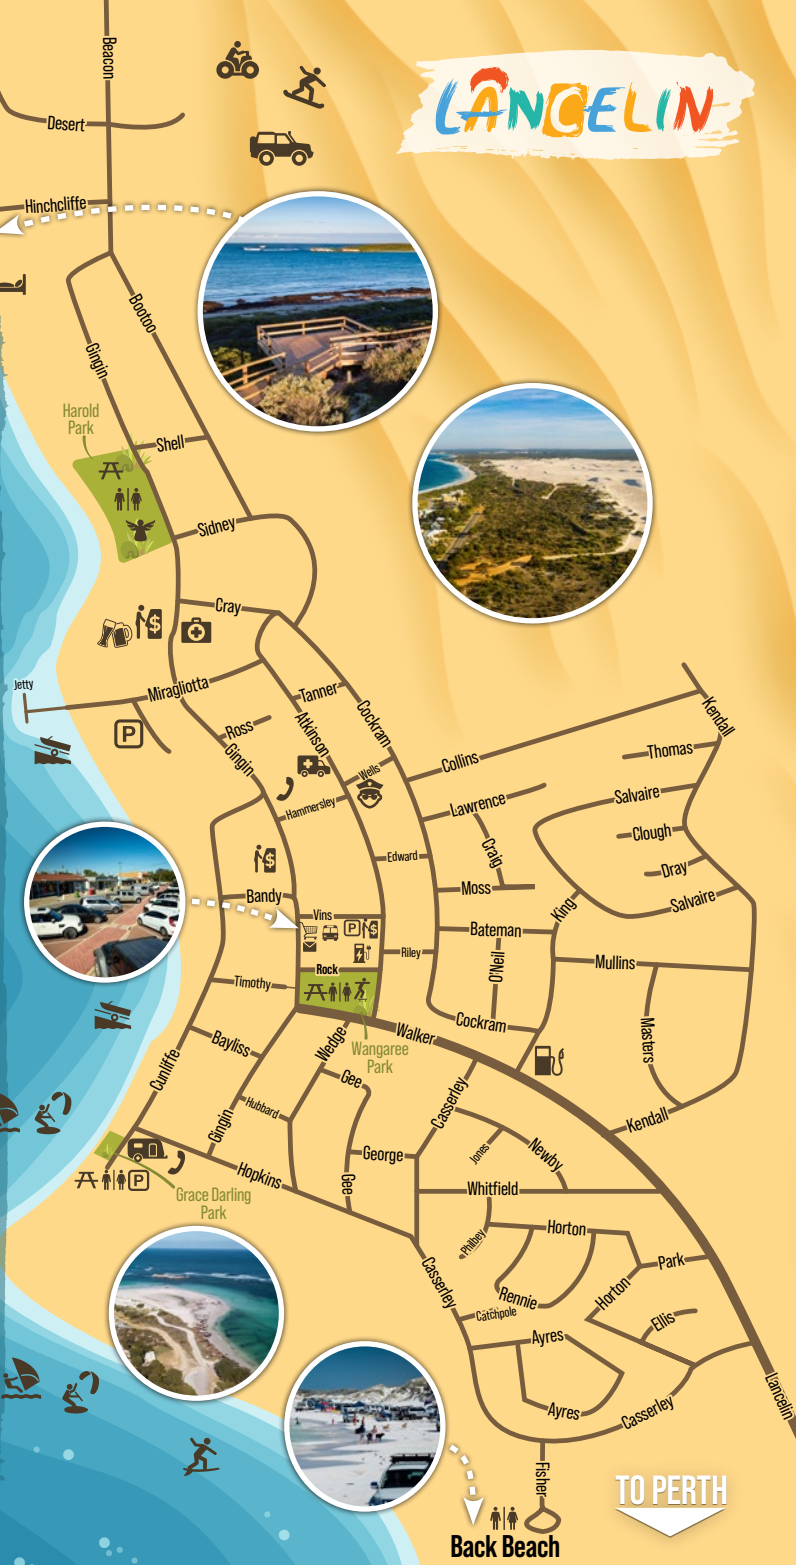 Beacon
LANCELIN
Desert
Hinchcliffe
Bootoo
Gingin
Harold
Park
Shell
Sidney
Cray
$
Jetty
Miragliotta
Tanner
Kendall
P
Ross
Atkinson
Cockram
Gingin
Collins
Thomas
Wells
Hammersley
Lawrence
Salvaire
Clough
Craig
$
Edward
Dray
Bandy
Moss
Salvaire
Vins
King
P
$
Bateman
Riley
O'Neil
Mullins
Rock
Timothy
Cockram
Walker
Masters
Wedge
Bayliss
Wangaree
Park
Cunliffe
Gee
Casserley
Hubbard
Kendall
Gingin
Jones
Newby
George
Hopkins
P
Gee
Whitfield
Grace Darling
Park
Philbey
Horton
Park
Casserley
Horton
Rennie
Catchpole
Ellis
Ayres
Lancelin
Ayres
Casserley
Fisher
TO PERTH
Back Beach